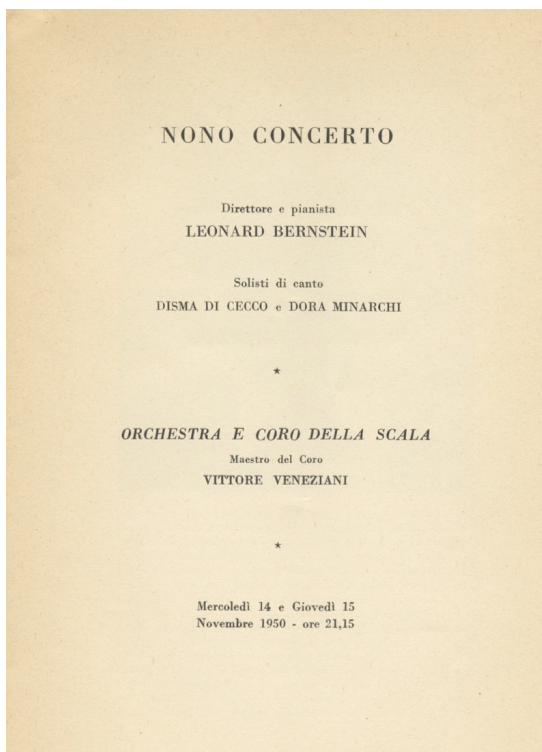 NONO CONCERTO
Direttore e pianista
LEONARD BERNSTEIN
Solisti di canto
DISMA DI CECCO e DORA MINARCHI
ORCHESTRA E CORO DELLA SCALA
Maestro del Coro
VITTORE VENEZIANI
Mercoledì 14 e Giovedì 15
Novembre 1950 - ore 21,15